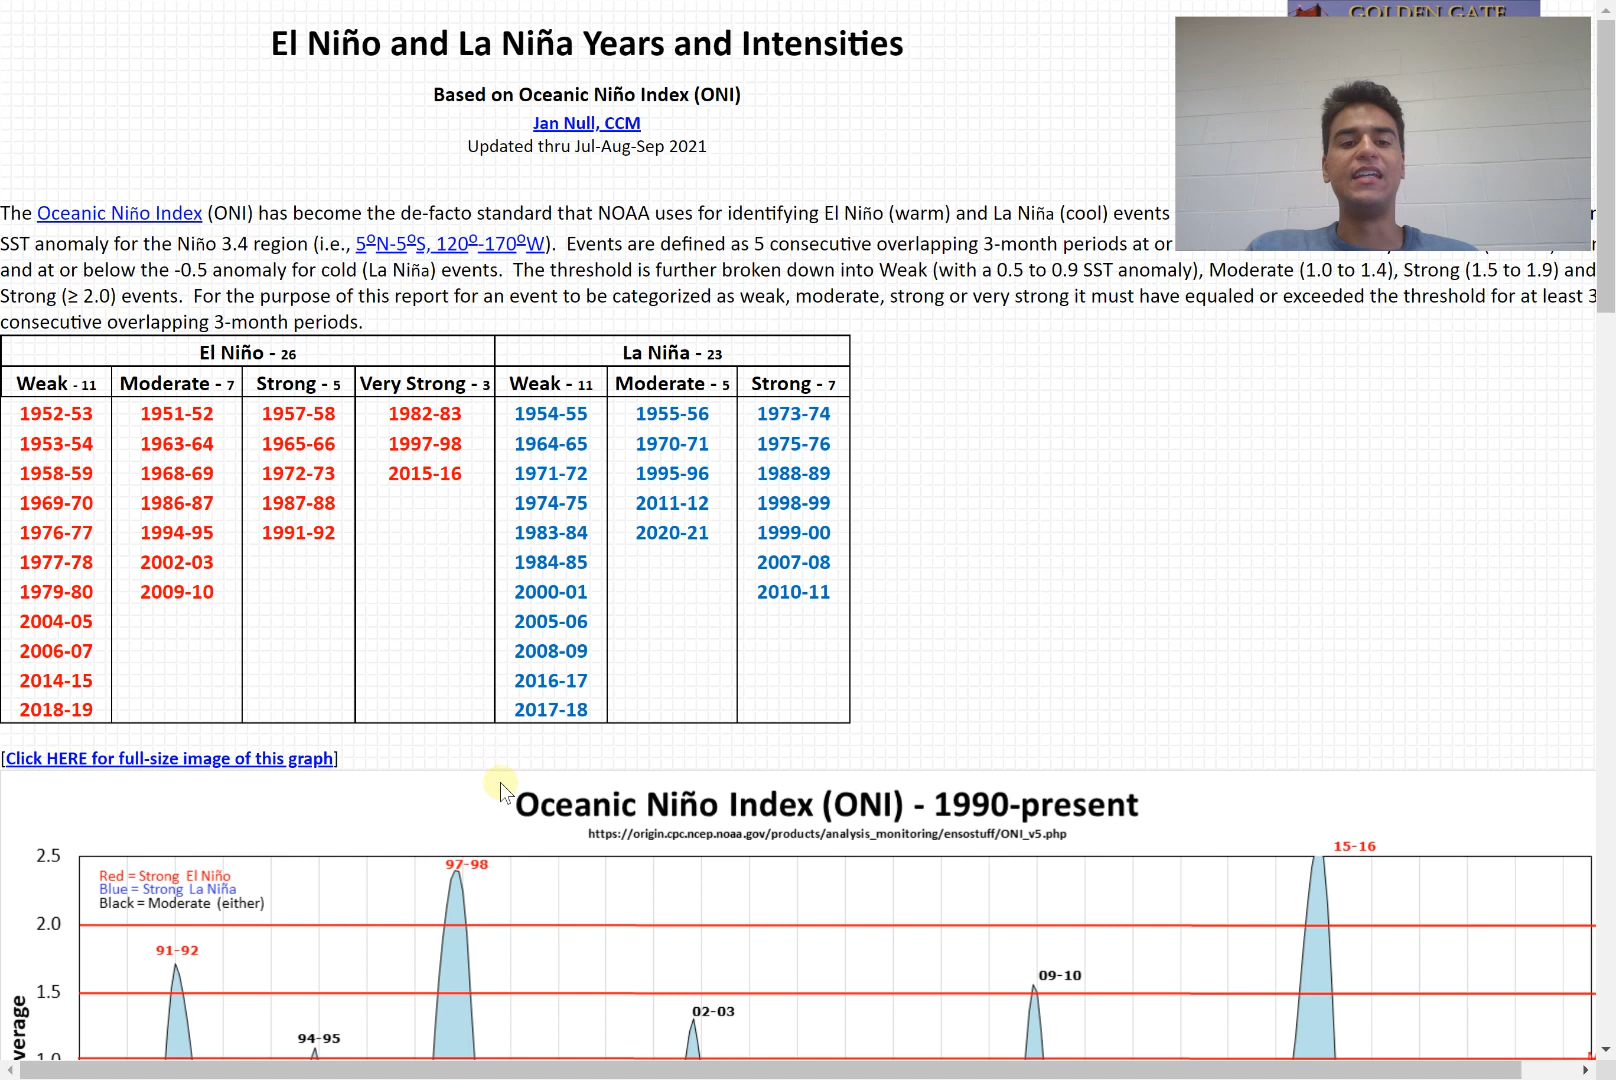 GOLDEN GATE
El Niño and La Niña Years and Intensities
Based on Oceanic Niño Index (ONI)
Jan Null, CCM
Updated thru Jul-Aug-Sep 2021
The Oceanic Niño Index (ONI) has become the de-facto standard that NOAA uses for identifying El Niño (warm) and La Niña (cool) events
SST anomaly for the Niño 3.4 region (i.e., 5ºN-5ºS, 120º-170ºW). Events are defined as 5 consecutive overlapping 3-month periods at or
and at or below the -0.5 anomaly for cold (La Niña) events. The threshold is further broken down into Weak (with a 0.5 to 0.9 SST anomaly), Moderate (1.0 to 1.4), Strong (1.5 to 1.9) and
Strong (≥ 2.0) events. For the purpose of this report for an event to be categorized as weak, moderate, strong or very strong it must have equaled or exceeded the threshold for at least 3
consecutive overlapping 3-month periods.
El Niño - 26 La Niña - 23
Weak - 11 Moderate - 7 Strong - 5 Very Strong - 3 Weak - 11 Moderate - 5 Strong - 7
1952-53 1951-52 1957-58 1982-83 1954-55 1955-56 1973-74
1953-54 1963-64 1965-66 1997-98 1964-65 1970-71 1975-76
1958-59 1968-69 1972-73 2015-16 1971-72 1995-96 1988-89
1969-70 1986-87 1987-88 1974-75 2011-12 1998-99
1976-77 1994-95 1991-92 1983-84 2020-21 1999-00
1977-78 2002-03 1984-85 2007-08
1979-80 2009-10 2000-01 2010-11
2004-05 2005-06
2006-07 2008-09
2014-15 2016-17
2018-19 2017-18
[Click HERE for full-size image of this graph]
Oceanic Niño Index (ONI) - 1990-present
https://origin.cpc.ncep.noaa.gov/products/analysis_monitoring/ensostuff/ONI_v5.php
2.5 15-16
97-98
Red = Strong El Niño
Blue = Strong La Niña
Black = Moderate (either)
2.0
91-92
09-10
1.5
02-03
94-95
1.0
verage